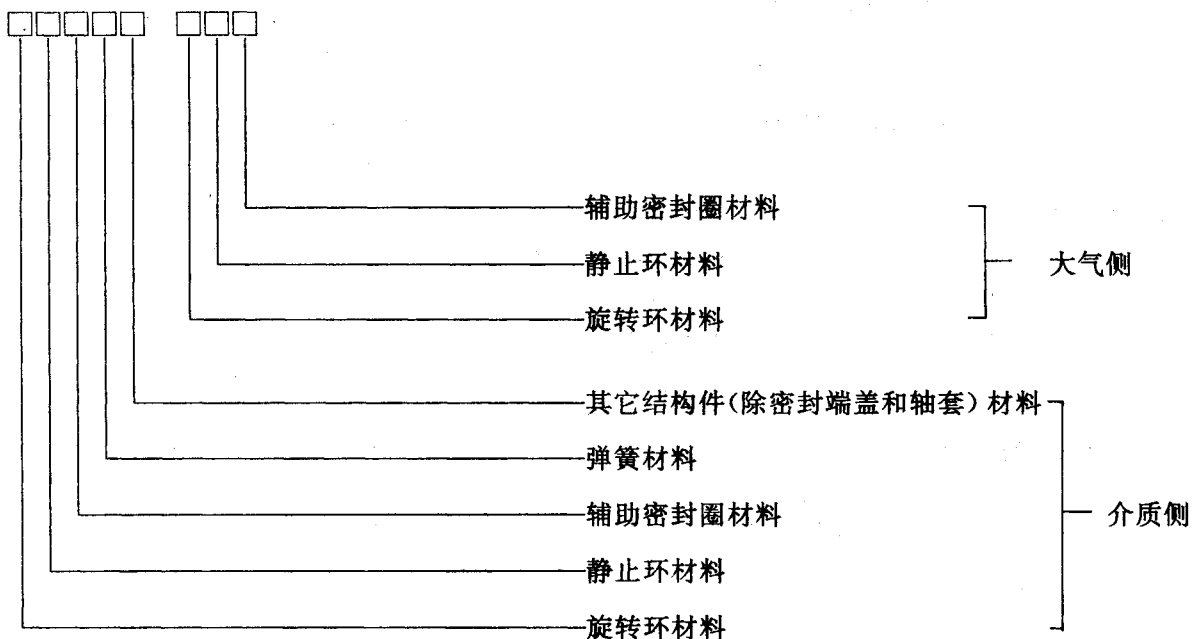 辅助密封圈材料
静止环材料
大气侧
旋转环材料
其它结构件(除密封端盖和轴套)材料
弹簧材料
辅助密封圈材料
介质侧
静止环材料
旋转环材料